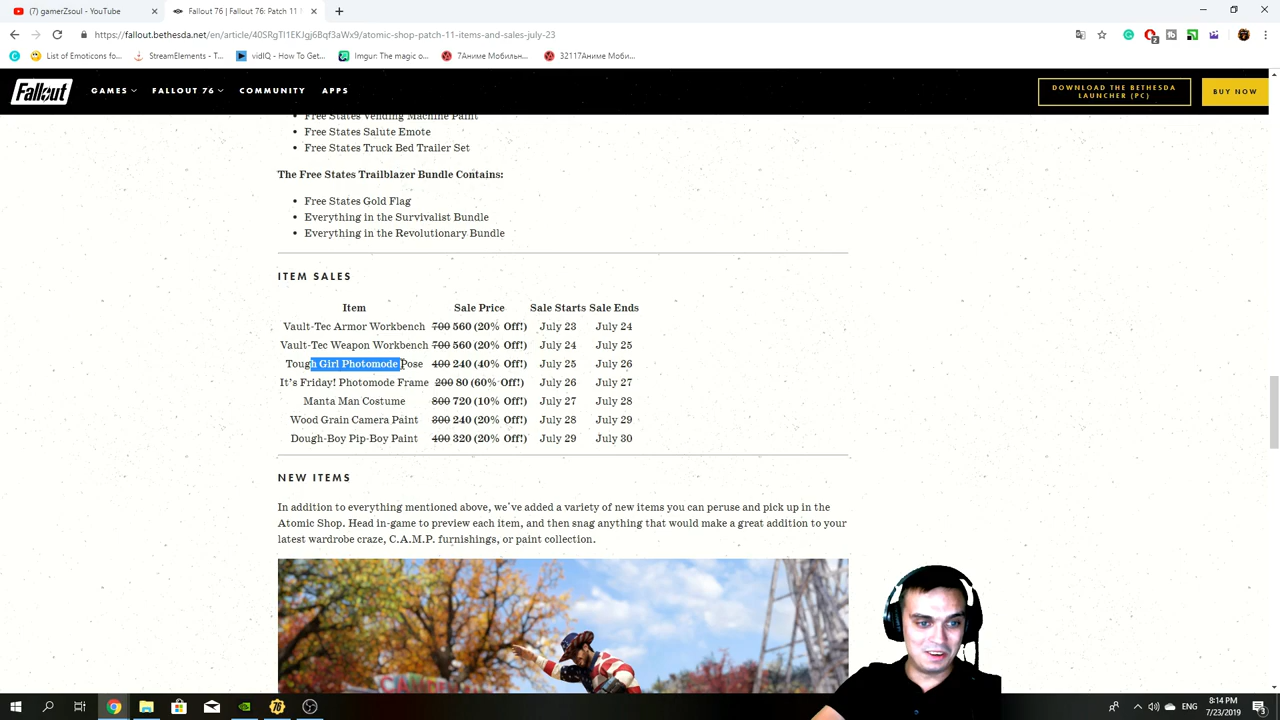 (7) gamerZsoul - YouTube
Fallout 76 | Fallout 76: Patch 11
https://fallout.bethesda.net/en/article/40SRgTI1EKJgj6Bqf3aWx9/atomic-shop-patch-11-items-and-sales-july-23
List of Emoticons fo...
StreamElements - T...
vidIQ - How To Get...
Imgur: The magic o...
7Аниме Мобильн...
32117Аниме Моби...
Fallout
GAMES
FALLOUT 76
COMMUNITY
APPS
DOWNLOAD THE BETHESDA
LAUNCHER (PC)
BUY NOW
Free States Vending Machine Paint
Free States Salute Emote
Free States Truck Bed Trailer Set
The Free States Trailblazer Bundle Contains:
Free States Gold Flag
Everything in the Survivalist Bundle
Everything in the Revolutionary Bundle
ITEM SALES
Item Sale Price Sale Starts Sale Ends
Vault-Tec Armor Workbench 700 560 (20% Off!) July 23 July 24
Vault-Tec Weapon Workbench 700 560 (20% Off!) July 24 July 25
Tough Girl Photomode Pose 400 240 (40% Off!) July 25 July 26
It's Friday! Photomode Frame 200 80 (60% Off!) July 26 July 27
Manta Man Costume 800 720 (10% Off!) July 27 July 28
Wood Grain Camera Paint 300 240 (20% Off!) July 28 July 29
Dough-Boy Pip-Boy Paint 400 320 (20% Off!) July 29 July 30
NEW ITEMS
In addition to everything mentioned above, we've added a variety of new items you can peruse and pick up in the
Atomic Shop. Head in-game to preview each item, and then snag anything that would make a great addition to your
latest wardrobe craze, C.A.M.P. furnishings, or paint collection.
ENG
8:14 PM
7/23/2019